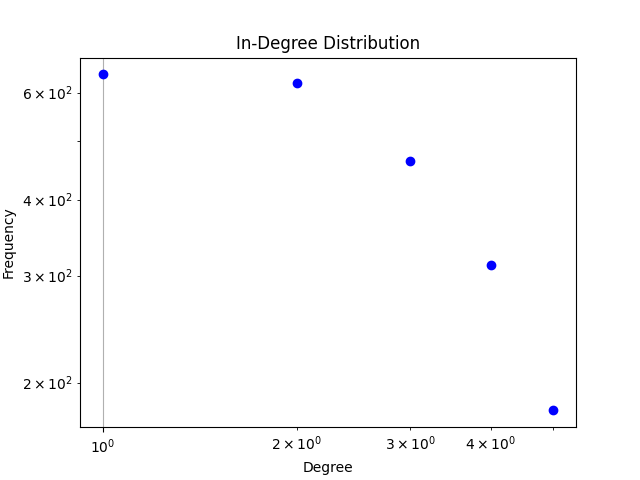 In-Degree Distribution
6 × 10²
4 × 10²
3 × 10²
2 × 10²
Frequency
10⁰
2 × 10⁰
3 × 10⁰
4 × 10⁰
Degree